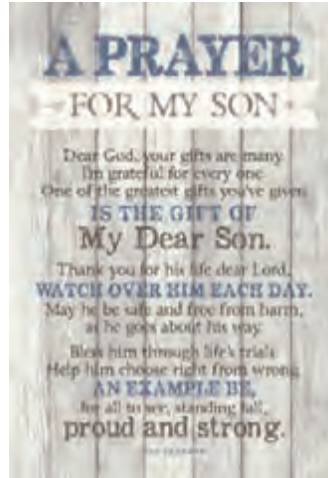 A PRAYER
FOR MY SON
Dear God, your gifts are many
I'm grateful for every one
One of the greatest gifts you've given
IS THE GIFT OF
My Dear Son.
Thank you for his life dear Lord,
WATCH OVER HIM EACH DAY.
May he be safe and free from harm,
as he goes about his way.
Bless him through life's trials
Help him choose right from wrong
AN EXAMPLE BE,
for all to see, standing tall,
proud and strong.